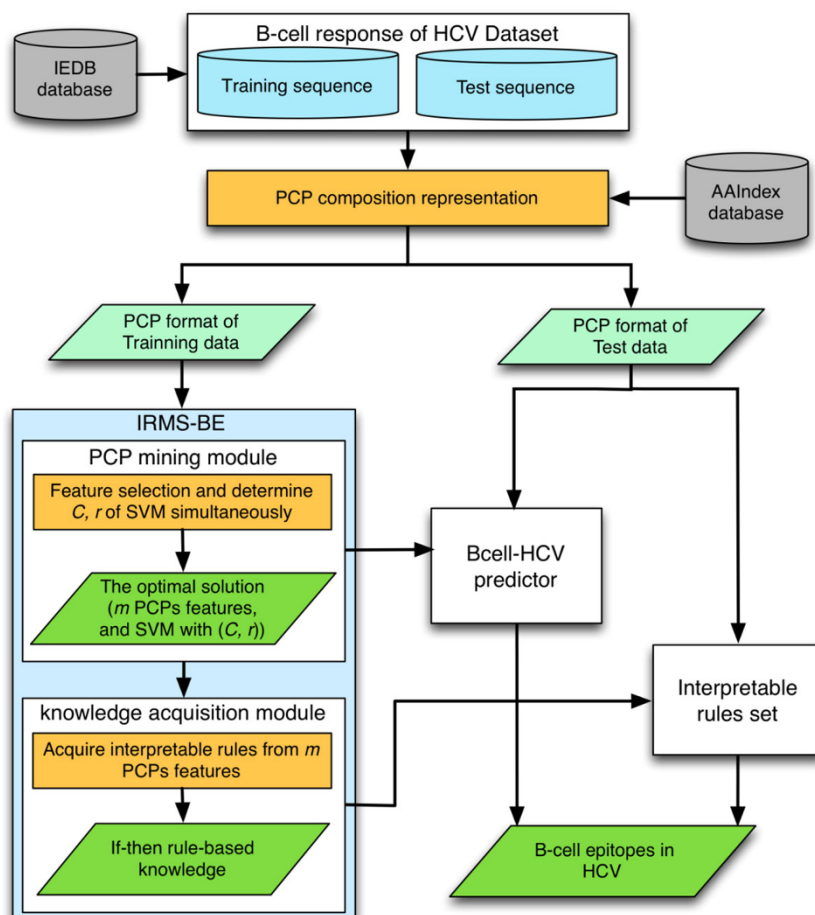 B-cell response of HCV Dataset
IEDB
database
Training sequence
Test sequence
PCP composition representation
AAIndex
database
PCP format of
Trainning data
PCP format of
Test data
IRMS-BE
PCP mining module
Feature selection and determine
C, r of SVM simultaneously
The optimal solution
(m PCPs features,
and SVM with (C, r))
Bcell-HCV
predictor
knowledge acquisition module
Acquire interpretable rules from m
PCPs features
If-then rule-based
knowledge
Interpretable
rules set
B-cell epitopes in
HCV